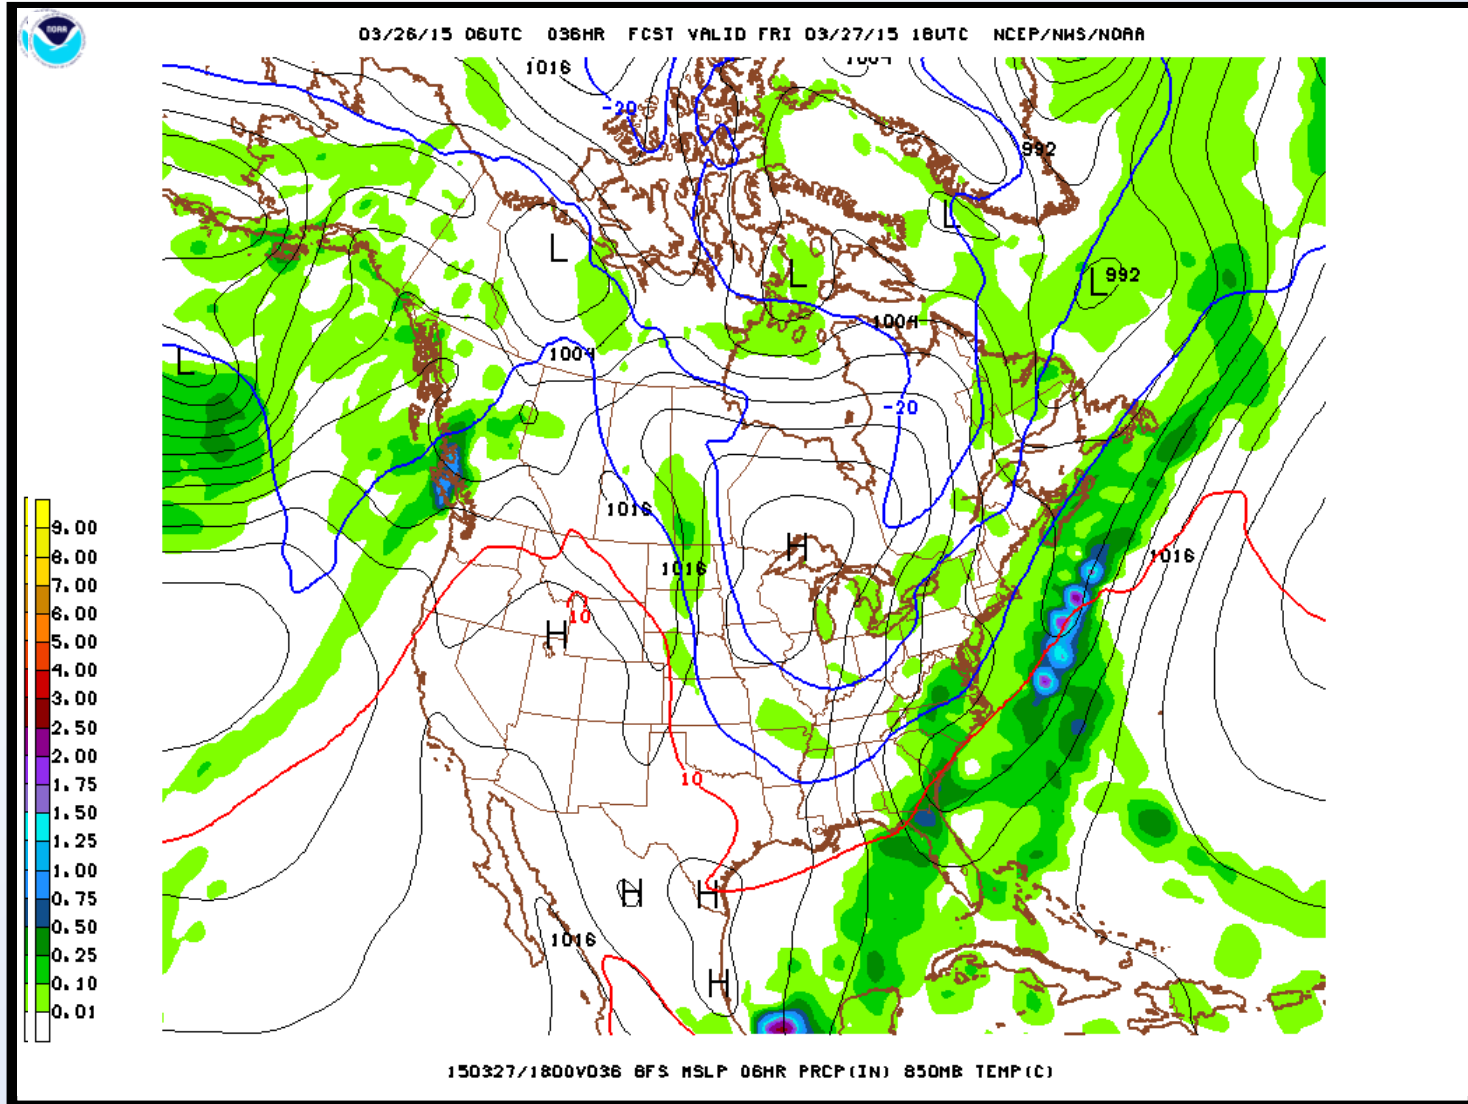 NOAA
03/26/15 06UTC 036HR FCST VALID FRI 03/27/15 18UTC NCEP/NWS/NOAA
1016
1004
-20
992
L
L
L
L 992
1004
L
1004
-20
1016
H
1016
1016
10
H
10
H
H
1016
H
9.00
8.00
7.00
6.00
5.00
4.00
3.00
2.50
2.00
1.75
1.50
1.25
1.00
0.75
0.50
0.25
0.10
0.01
150327/1800V036 GFS MSLP 06HR PRCP(IN) 850MB TEMP(C)